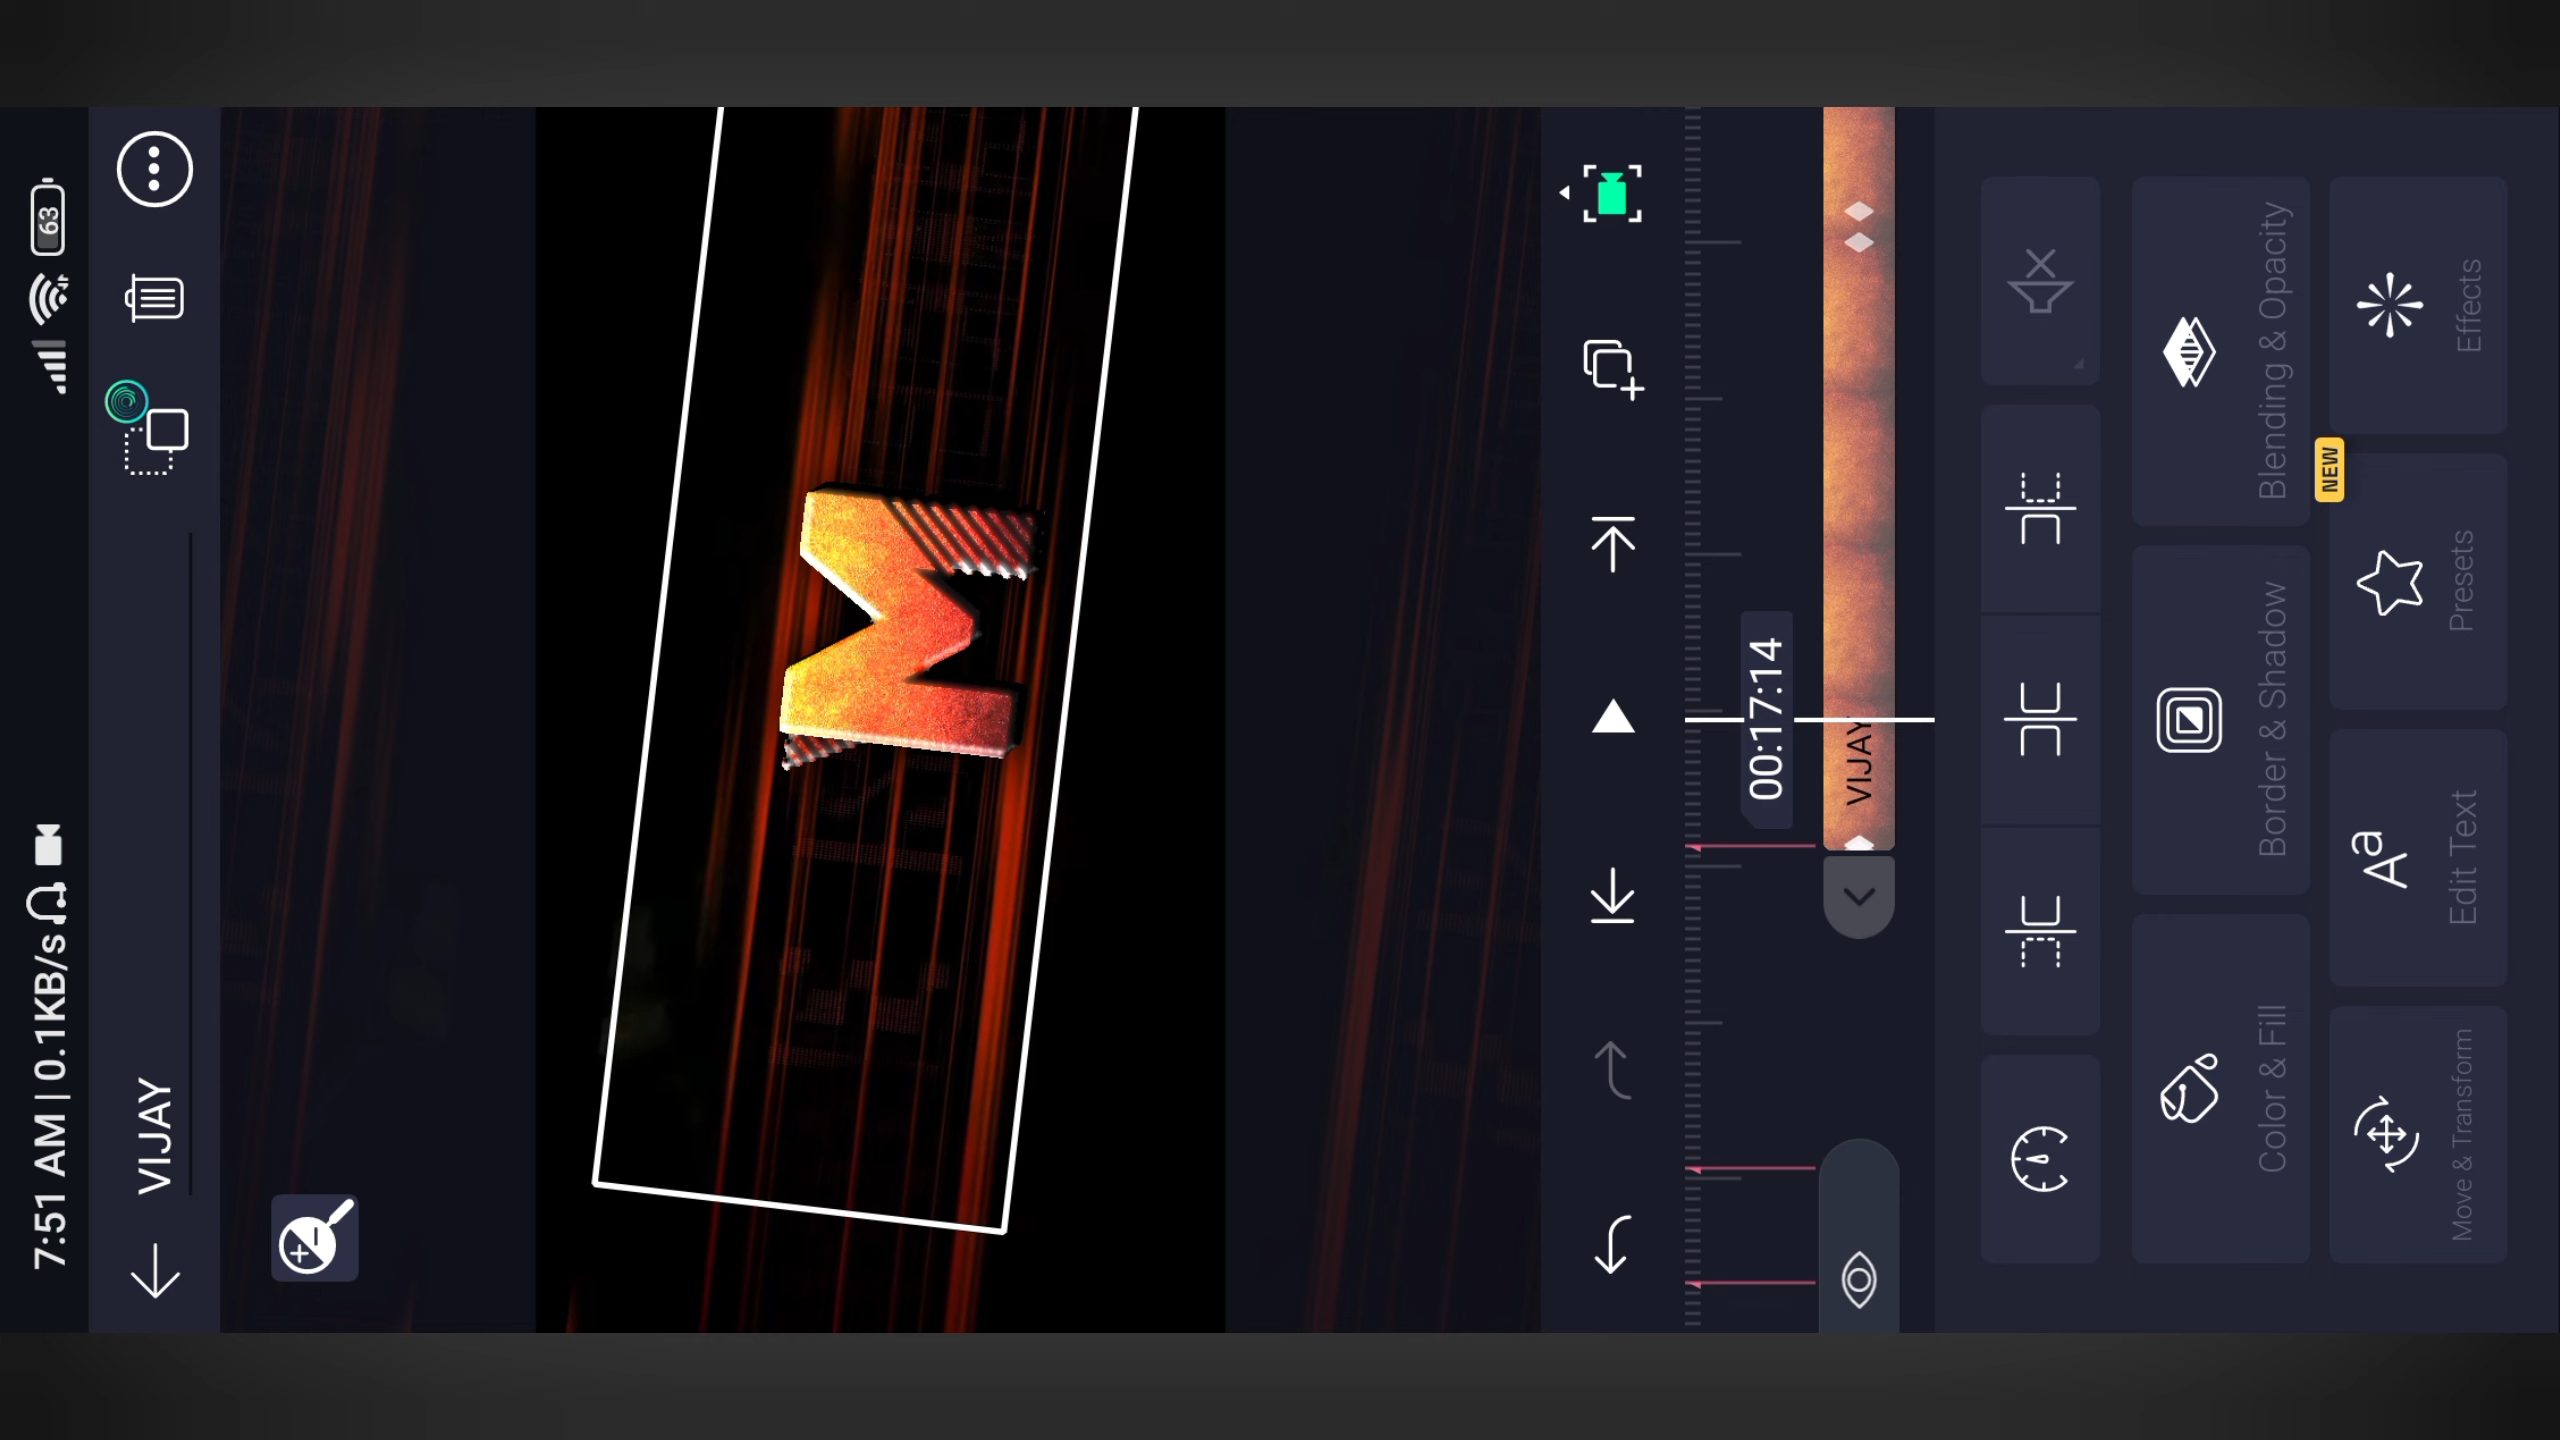 7:51 AM | 0.1KB/s
63
VIJAY
M
00:17:14
VIJAY
Color & Fill
Border & Shadow
Blending & Opacity
NEW
Move & Transform
Edit Text
Presets
Effects